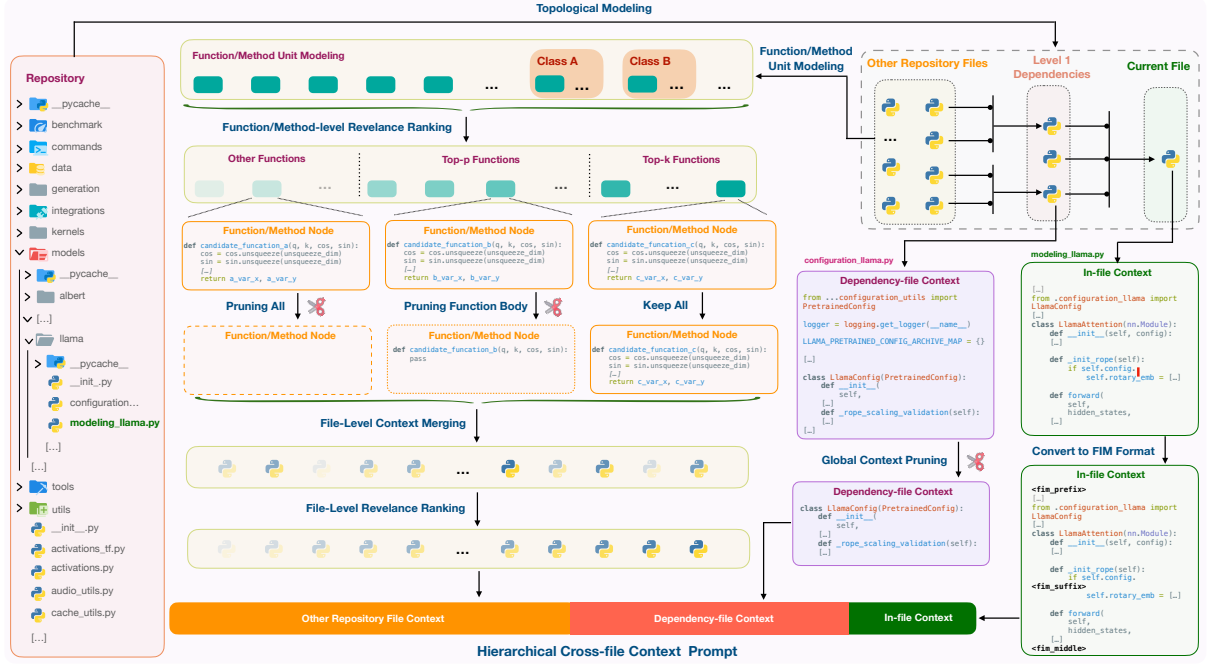 Topological Modeling
Repository
__pycache__
benchmark
commands
data
generation
integrations
kernels
models
__pycache__
albert
[...]
llama
__pycache__
__init_.py
configuration...
modeling_llama.py
[...]
[...]
tools
utils
__init__.py
activations_tf.py
activations.py
audio_utils.py
cache_utils.py
[...]
Function/Method Unit Modeling
Class A
Class B
...
...
...
...
Function/Method-level Revelance Ranking
Other Functions
Top-p Functions
Top-k Functions
...
...
...
Function/Method Node
def candidate_funcation_a(q, k, cos, sin):
cos = cos.unsqueeze(unsqueeze_dim)
sin = sin.unsqueeze(unsqueeze_dim)
[…]
return a_var_x, a_var_y
Function/Method Node
def candidate_funcation_b(q, k, cos, sin):
cos = cos.unsqueeze(unsqueeze_dim)
sin = sin.unsqueeze(unsqueeze_dim)
[…]
return b_var_x, b_var_y
Function/Method Node
def candidate_funcation_c(q, k, cos, sin):
cos = cos.unsqueeze(unsqueeze_dim)
sin = sin.unsqueeze(unsqueeze_dim)
[…]
return c_var_x, c_var_y
Pruning All
Pruning Function Body
Keep All
Function/Method Node
Function/Method Node
def candidate_funcation_b(q, k, cos, sin):
pass
Function/Method Node
def candidate_funcation_c(q, k, cos, sin):
cos = cos.unsqueeze(unsqueeze_dim)
sin = sin.unsqueeze(unsqueeze_dim)
[…]
return c_var_x, c_var_y
File-Level Context Merging
...
File-Level Revelance Ranking
...
Function/Method
Unit Modeling
Other Repository Files
...
Level 1
Dependencies
Current File
configuration_llama.py
Dependency-file Context
from ...configuration_utils import
PretrainedConfig
logger = logging.get_logger(__name__)
LLAMA_PRETRAINED_CONFIG_ARCHIVE_MAP = {}
[…]
class LlamaConfig(PretrainedConfig):
def __init__(
self,
[…]
def _rope_scaling_validation(self):
[…]
[…]
Global Context Pruning
Dependency-file Context
class LlamaConfig(PretrainedConfig):
def __init__(
self,
[…]
def _rope_scaling_validation(self):
[…]
modeling_llama.py
In-file Context
[…]
from .configuration_llama import
LlamaConfig
[…]
class LlamaAttention(nn.Module):
def __init__(self, config):
[…]
def _init_rope(self):
if self.config.
self.rotary_emb = […]
def forward(
self,
hidden_states,
[…]
[…]
Convert to FIM Format
In-file Context
<fim_prefix>
[…]
from .configuration_llama import
LlamaConfig
[…]
class LlamaAttention(nn.Module):
def __init__(self, config):
[…]
def _init_rope(self):
if self.config.
<fim_suffix>
self.rotary_emb = […]
def forward(
self,
hidden_states,
[…]
[…]
<fim_middle>
Other Repository File Context
Dependency-file Context
In-file Context
Hierarchical Cross-file Context Prompt